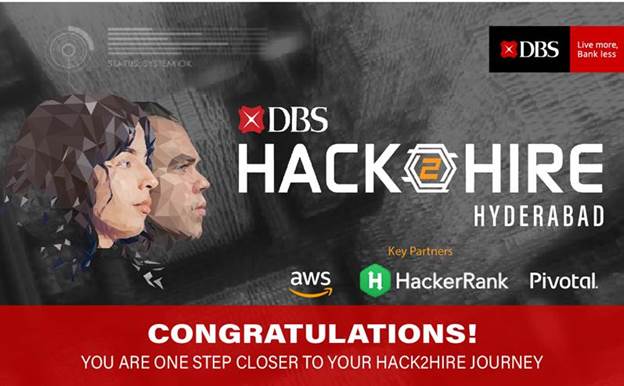 STATUS: SYSTEM OK
DBS
Live more,
Bank less
DBS
HACK2HIRE
HYDERABAD
Key Partners
aws
HackerRank
Pivotal.
CONGRATULATIONS!
YOU ARE ONE STEP CLOSER TO YOUR HACK2HIRE JOURNEY